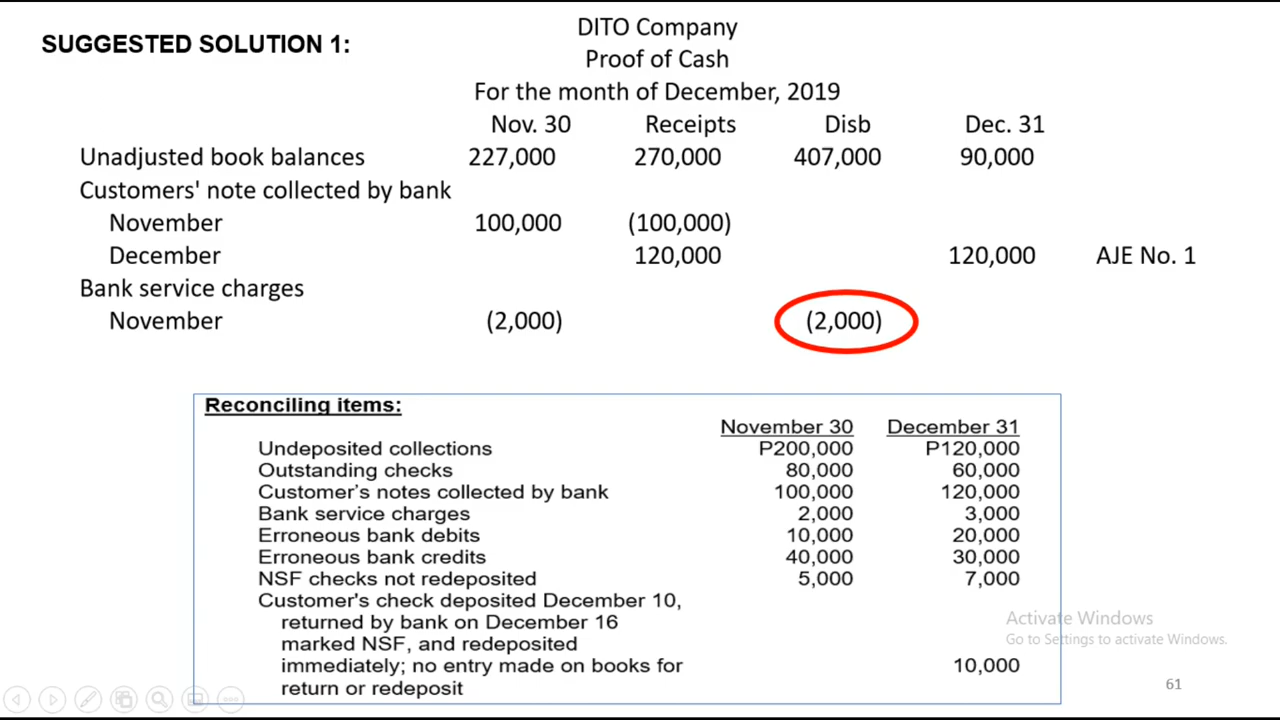 SUGGESTED SOLUTION 1:
DITO Company
Proof of Cash
For the month of December, 2019
Nov. 30 Receipts Disb Dec. 31
Unadjusted book balances 227,000 270,000 407,000 90,000
Customers' note collected by bank
November 100,000 (100,000)
December 120,000 120,000 AJE No. 1
Bank service charges
November (2,000) (2,000)
Reconciling items:
November 30 December 31
Undeposited collections P200,000 P120,000
Outstanding checks 80,000 60,000
Customer's notes collected by bank 100,000 120,000
Bank service charges 2,000 3,000
Erroneous bank debits 10,000 20,000
Erroneous bank credits 40,000 30,000
NSF checks not redeposited 5,000 7,000
Customer's check deposited December 10,
returned by bank on December 16
marked NSF, and redeposited
immediately; no entry made on books for 10,000
return or redeposit
Activate Windows
Go to Settings to activate Windows.
61